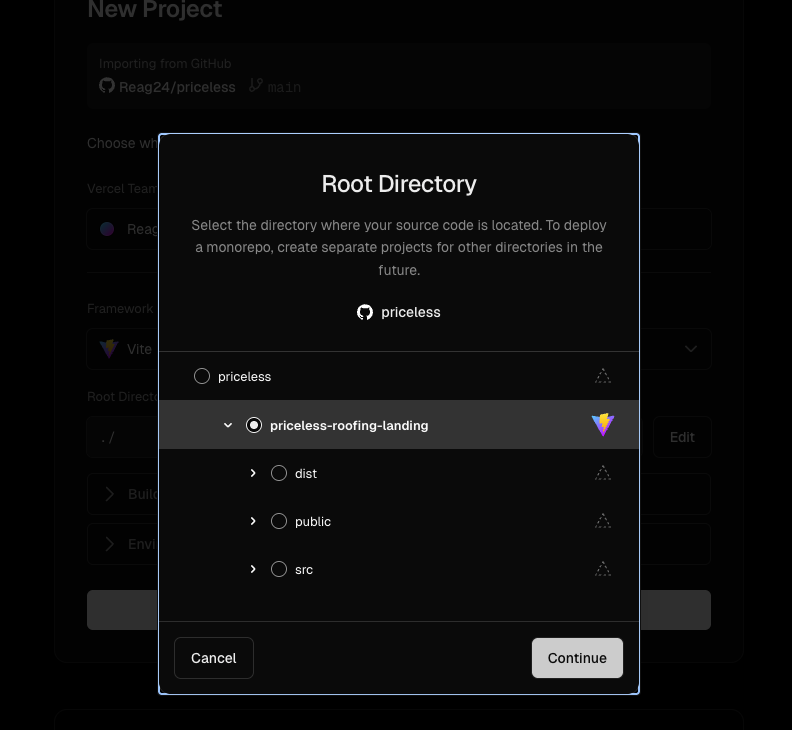 New Project
Importing from GitHub
Reag24/priceless main
Choose wh
Vercel Team
Reag
Framework
Vite
Root Directo
./
Edit
Build
Envi
Root Directory
Select the directory where your source code is located. To deploy
a monorepo, create separate projects for other directories in the
future.
priceless
priceless
priceless-roofing-landing
dist
public
src
Cancel
Continue